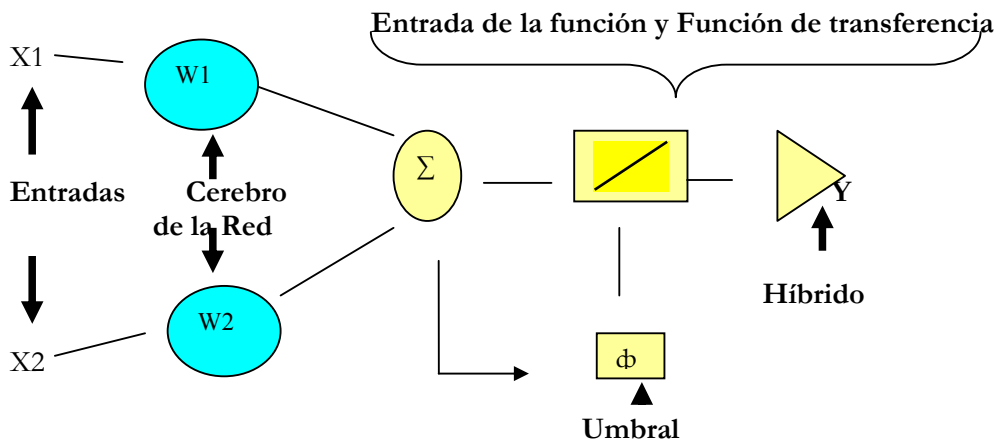 Entrada de la función y Función de transferencia
X1
W1
Σ
Entradas
Cerebro
de la Red
Y
Híbrido
W2
X2
ф
Umbral